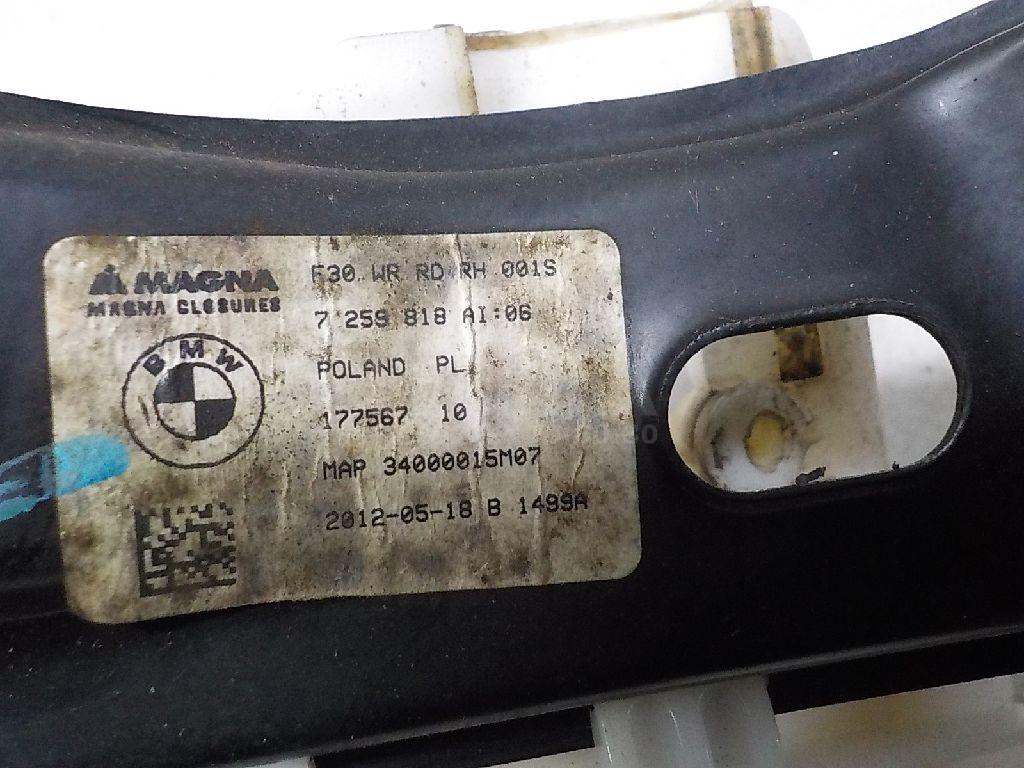 MAGNA
MAGNA CLOSURES
BMW
F30 WR RD RH 001S
7 259 818 AI:06
POLAND PL
177567 10
MAP 34000015M07
2012-05-18 B 1499A